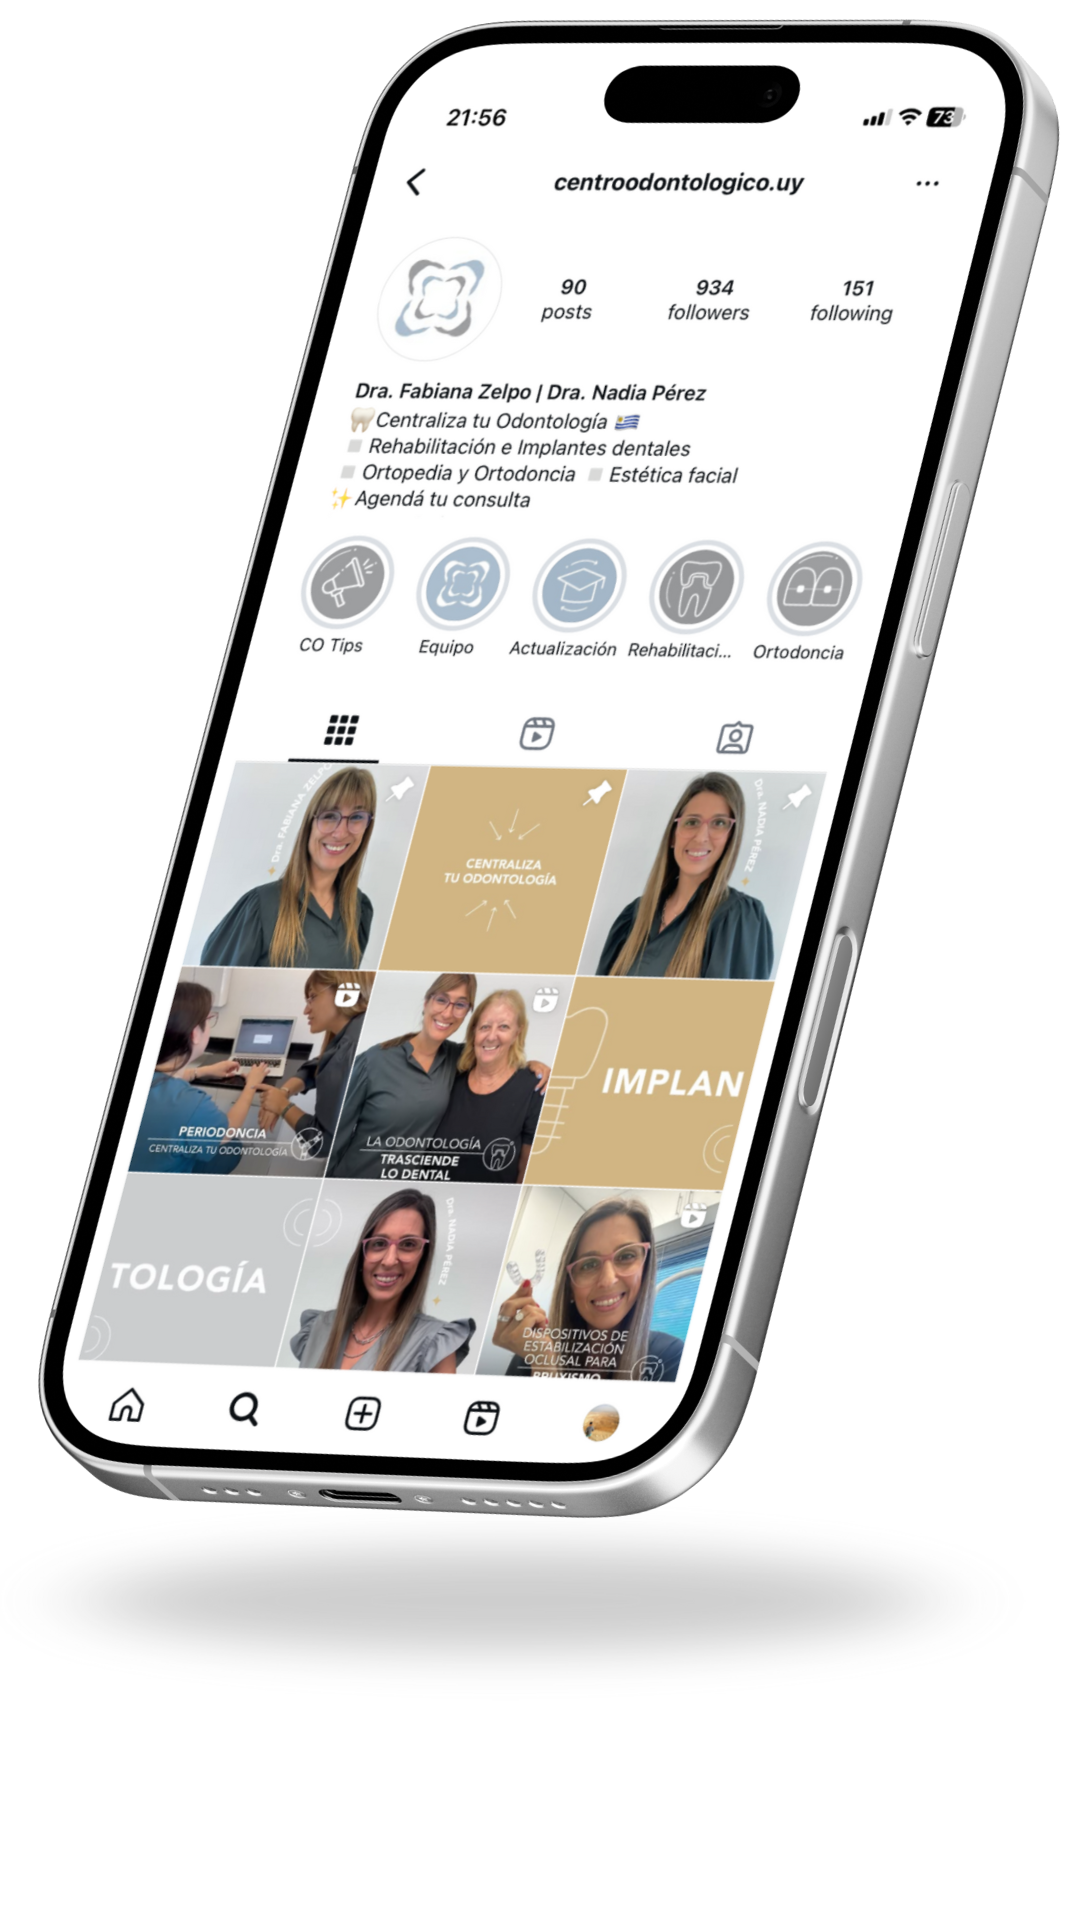 21:56
73
centroodontologico.uy
90
posts
934
followers
151
following
Dra. Fabiana Zelpo | Dra. Nadia Pérez
🦷Centraliza tu Odontología 🇺🇾
◽ Rehabilitación e Implantes dentales
◽ Ortopedia y Ortodoncia ◽ Estética facial
✨Agendá tu consulta
CO Tips
Equipo
Actualización
Rehabilitaci...
Ortodoncia
Dra. FABIANA ZELPO
CENTRALIZA
TU ODONTOLOGÍA
Dra. NADIA PÉREZ
PERIODONCIA
CENTRALIZA TU ODONTOLOGÍA
LA ODONTOLOGÍA
TRASCIENDE
LO DENTAL
IMPLAN
TOLOGÍA
Dra. NADIA PÉREZ
DISPOSITIVOS DE
ESTABILIZACIÓN
OCLUSAL PARA
BRUXISMO